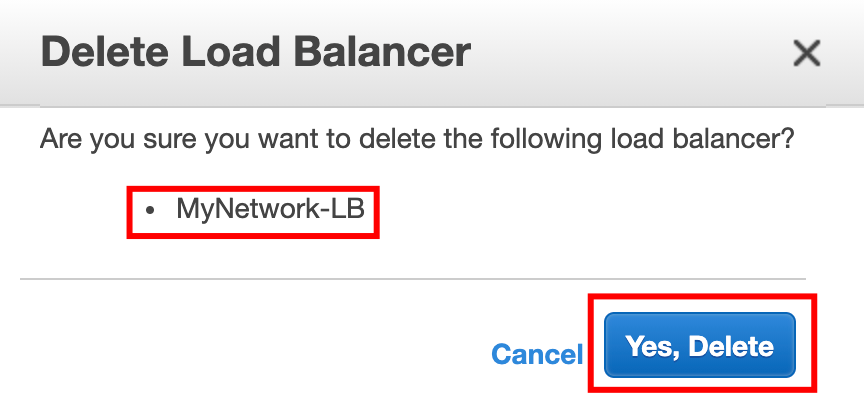 Delete Load Balancer
Are you sure you want to delete the following load balancer?
• MyNetwork-LB
Cancel
Yes, Delete